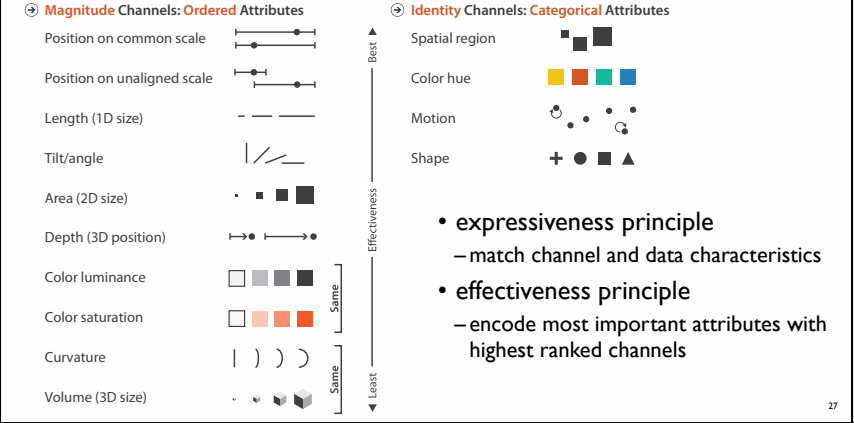 Magnitude Channels: Ordered Attributes
Position on common scale
Position on unaligned scale
Length (1D size)
Tilt/angle
Area (2D size)
Depth (3D position)
Color luminance
Color saturation
Curvature
Volume (3D size)
Same
Same
Best
Effectiveness
Least
Identity Channels: Categorical Attributes
Spatial region
Color hue
Motion
Shape
• expressiveness principle
– match channel and data characteristics
• effectiveness principle
– encode most important attributes with
highest ranked channels
27